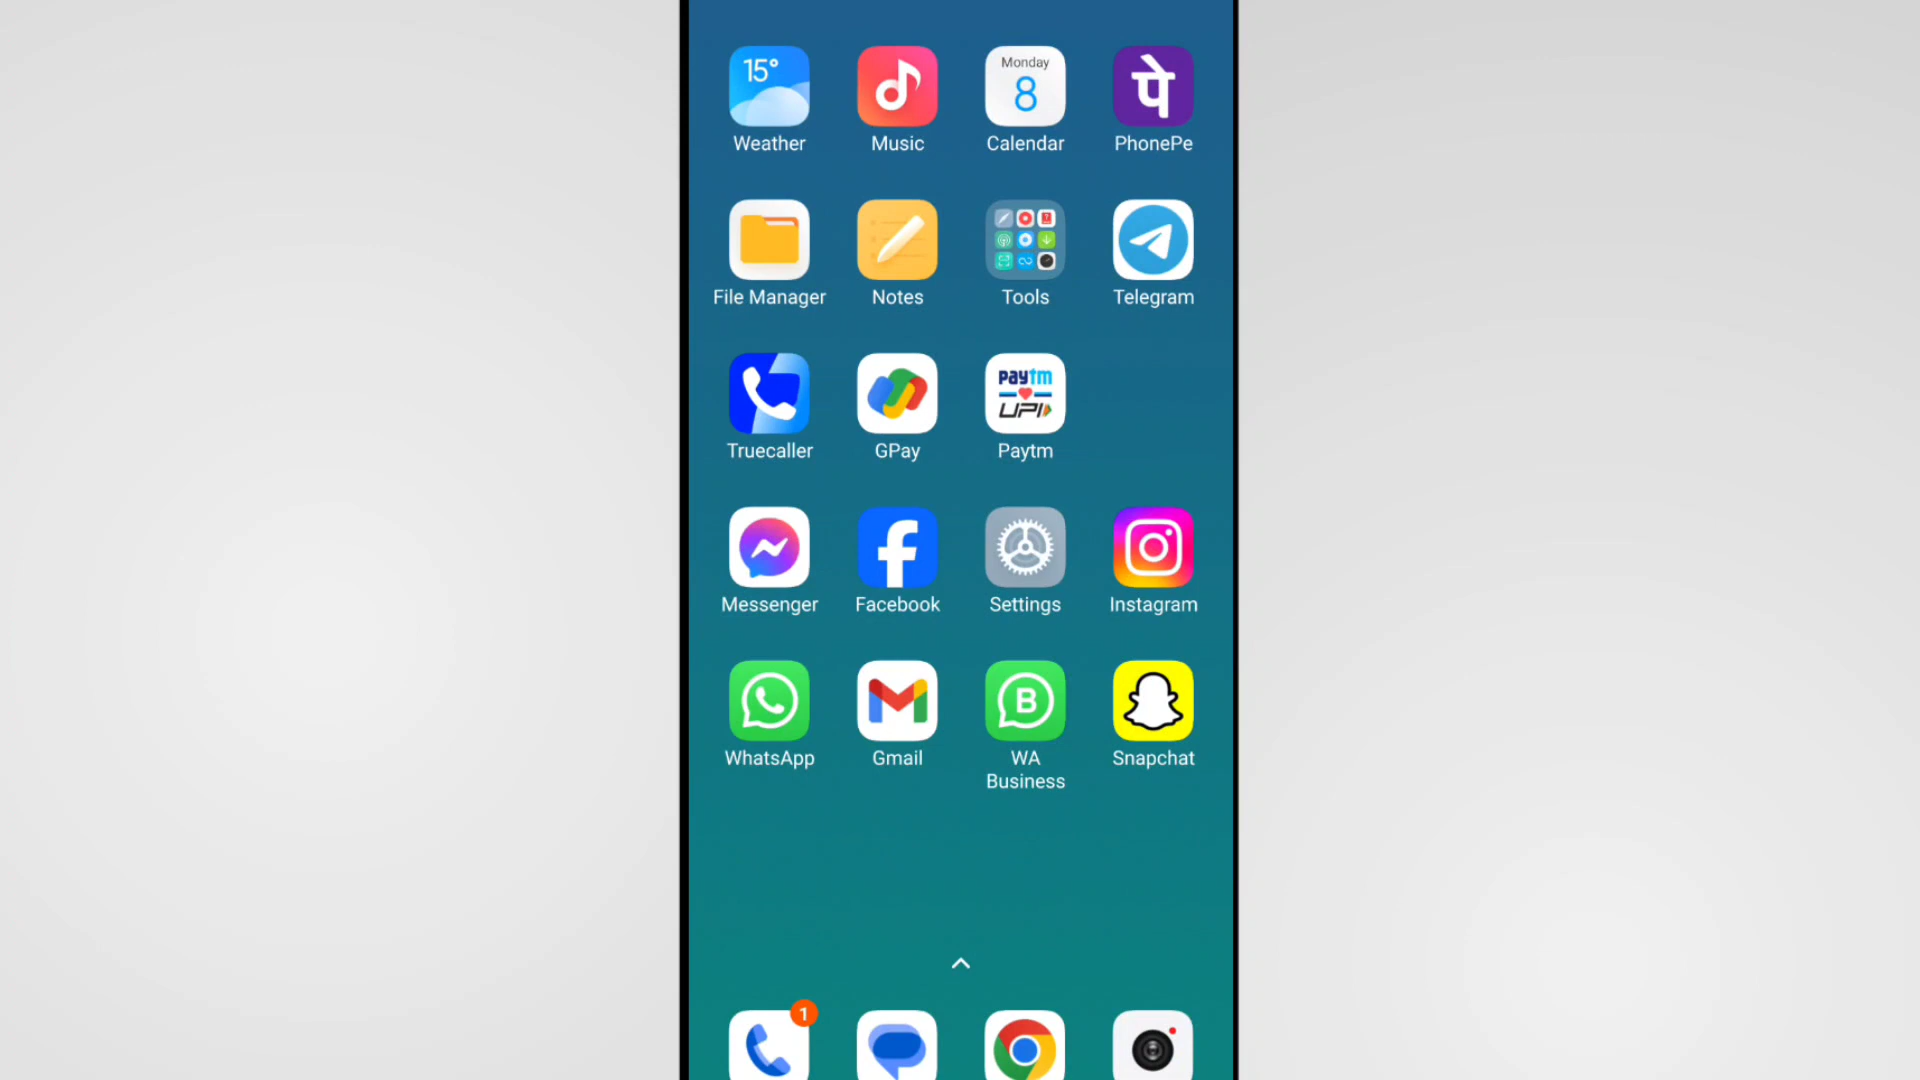 15°
Monday
8
पे
Weather
Music
Calendar
PhonePe
File Manager
Notes
Tools
Telegram
paytm
UPI
Truecaller
GPay
Paytm
Messenger
Facebook
Settings
Instagram
B
WhatsApp
Gmail
WA
Business
Snapchat
1